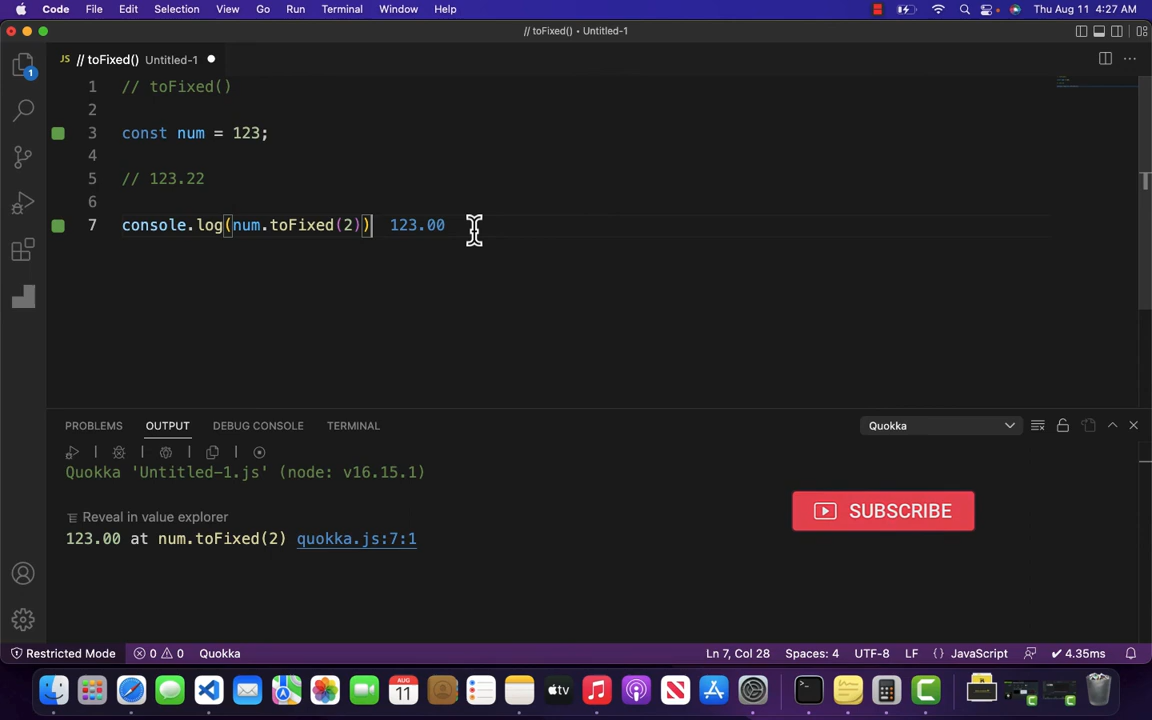 Code File Edit Selection View Go Run Terminal Window Help Thu Aug 11 4:27 AM
// toFixed() • Untitled-1
JS // toFixed() Untitled-1
1 // toFixed()
2
3 const num = 123;
4
5 // 123.22
6
7 console.log(num.toFixed(2)) 123.00
PROBLEMS OUTPUT DEBUG CONSOLE TERMINAL Quokka
Quokka 'Untitled-1.js' (node: v16.15.1)
SUBSCRIBE
Reveal in value explorer
123.00 at num.toFixed(2) quokka.js:7:1
Restricted Mode 0 0 Quokka Ln 7, Col 28 Spaces: 4 UTF-8 LF {} JavaScript ✔ 4.35ms
AUG
11
tv